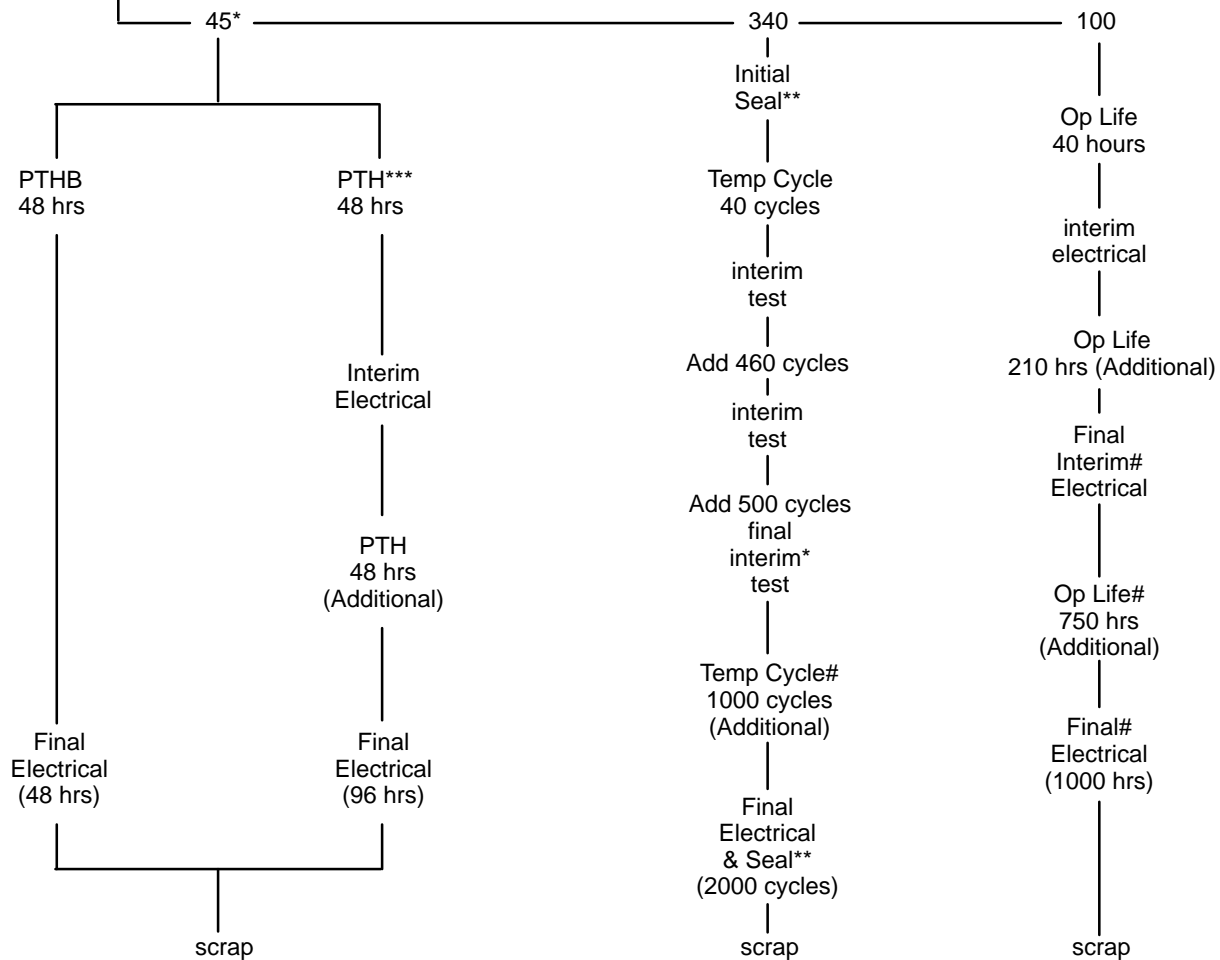 45*
340
100
PTHB
48 hrs
Final
Electrical
(48 hrs)
PTH***
48 hrs
Interim
Electrical
PTH
48 hrs
(Additional)
Final
Electrical
(96 hrs)
scrap
Initial
Seal**
Temp Cycle
40 cycles
interim
test
Add 460 cycles
interim
test
Add 500 cycles
final
interim*
test
Temp Cycle#
1000 cycles
(Additional)
Final
Electrical
& Seal**
(2000 cycles)
scrap
Op Life
40 hours
interim
electrical
Op Life
210 hrs (Additional)
Final
Interim#
Electrical
Op Life#
750 hrs
(Additional)
Final#
Electrical
(1000 hrs)
scrap